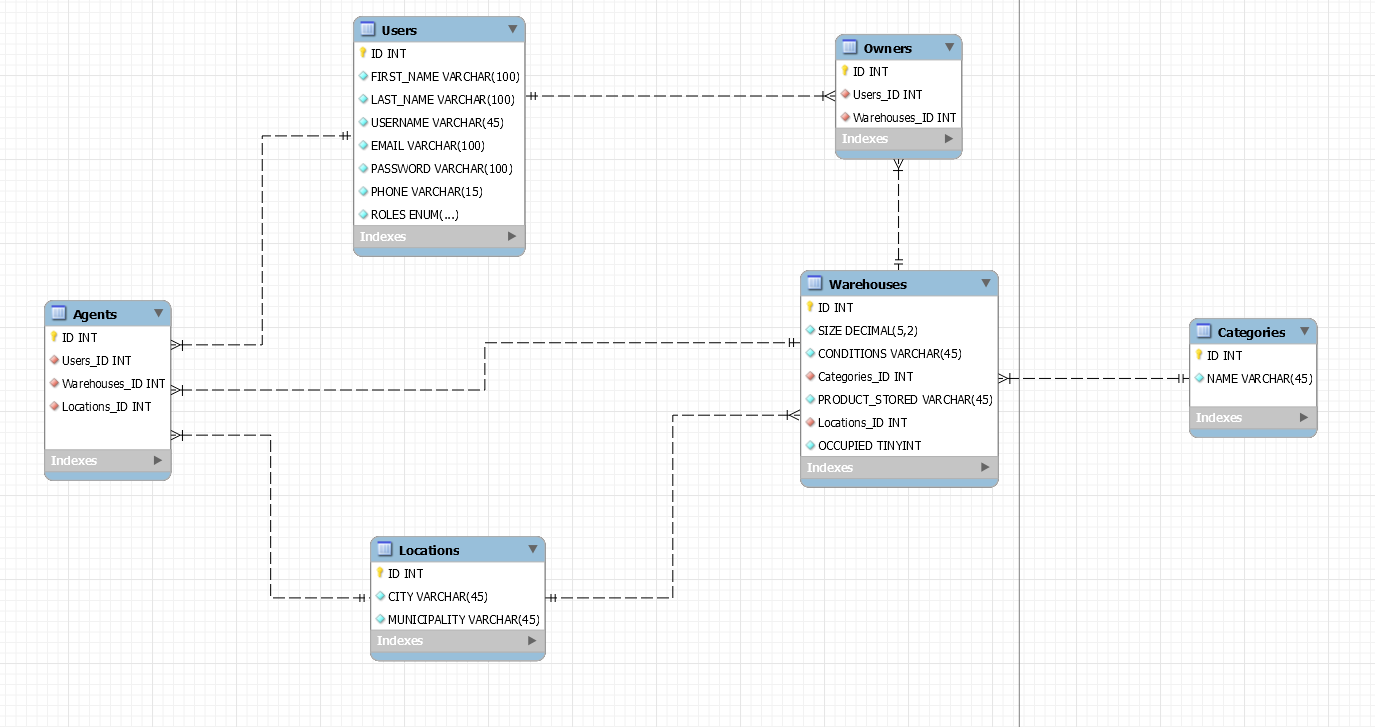 Users
ID INT
FIRST_NAME VARCHAR(100)
LAST_NAME VARCHAR(100)
USERNAME VARCHAR(45)
EMAIL VARCHAR(100)
PASSWORD VARCHAR(100)
PHONE VARCHAR(15)
ROLES ENUM(...)
Indexes
Owners
ID INT
Users_ID INT
Warehouses_ID INT
Indexes
Agents
ID INT
Users_ID INT
Warehouses_ID INT
Locations_ID INT
Indexes
Warehouses
ID INT
SIZE DECIMAL(5,2)
CONDITIONS VARCHAR(45)
Categories_ID INT
PRODUCT_STORED VARCHAR(45)
Locations_ID INT
OCCUPIED TINYINT
Indexes
Categories
ID INT
NAME VARCHAR(45)
Indexes
Locations
ID INT
CITY VARCHAR(45)
MUNICIPALITY VARCHAR(45)
Indexes